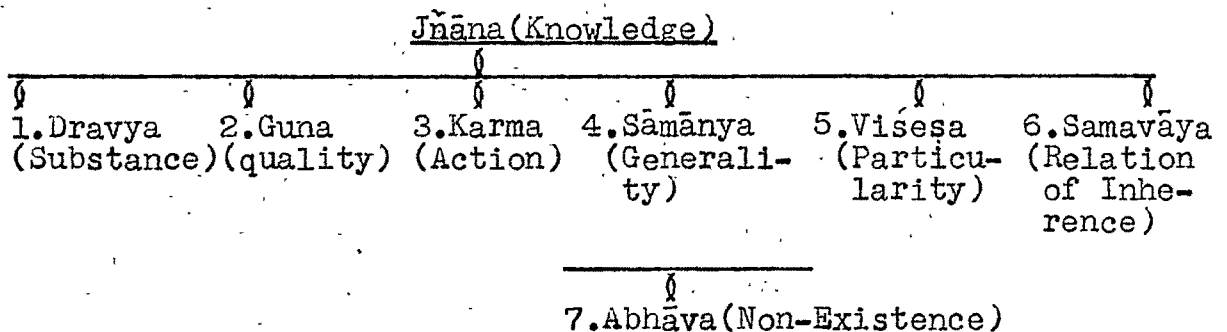 Jñāna(Knowledge)
1.Dravya 2.Guna 3.Karma 4.Sāmānya 5.Viśeṣa 6.Samavāya
(Substance)(quality) (Action) (Generali- (Particu- (Relation
ty) larity) of Inhe-
rence)
7.Abhāva(Non-Existence)